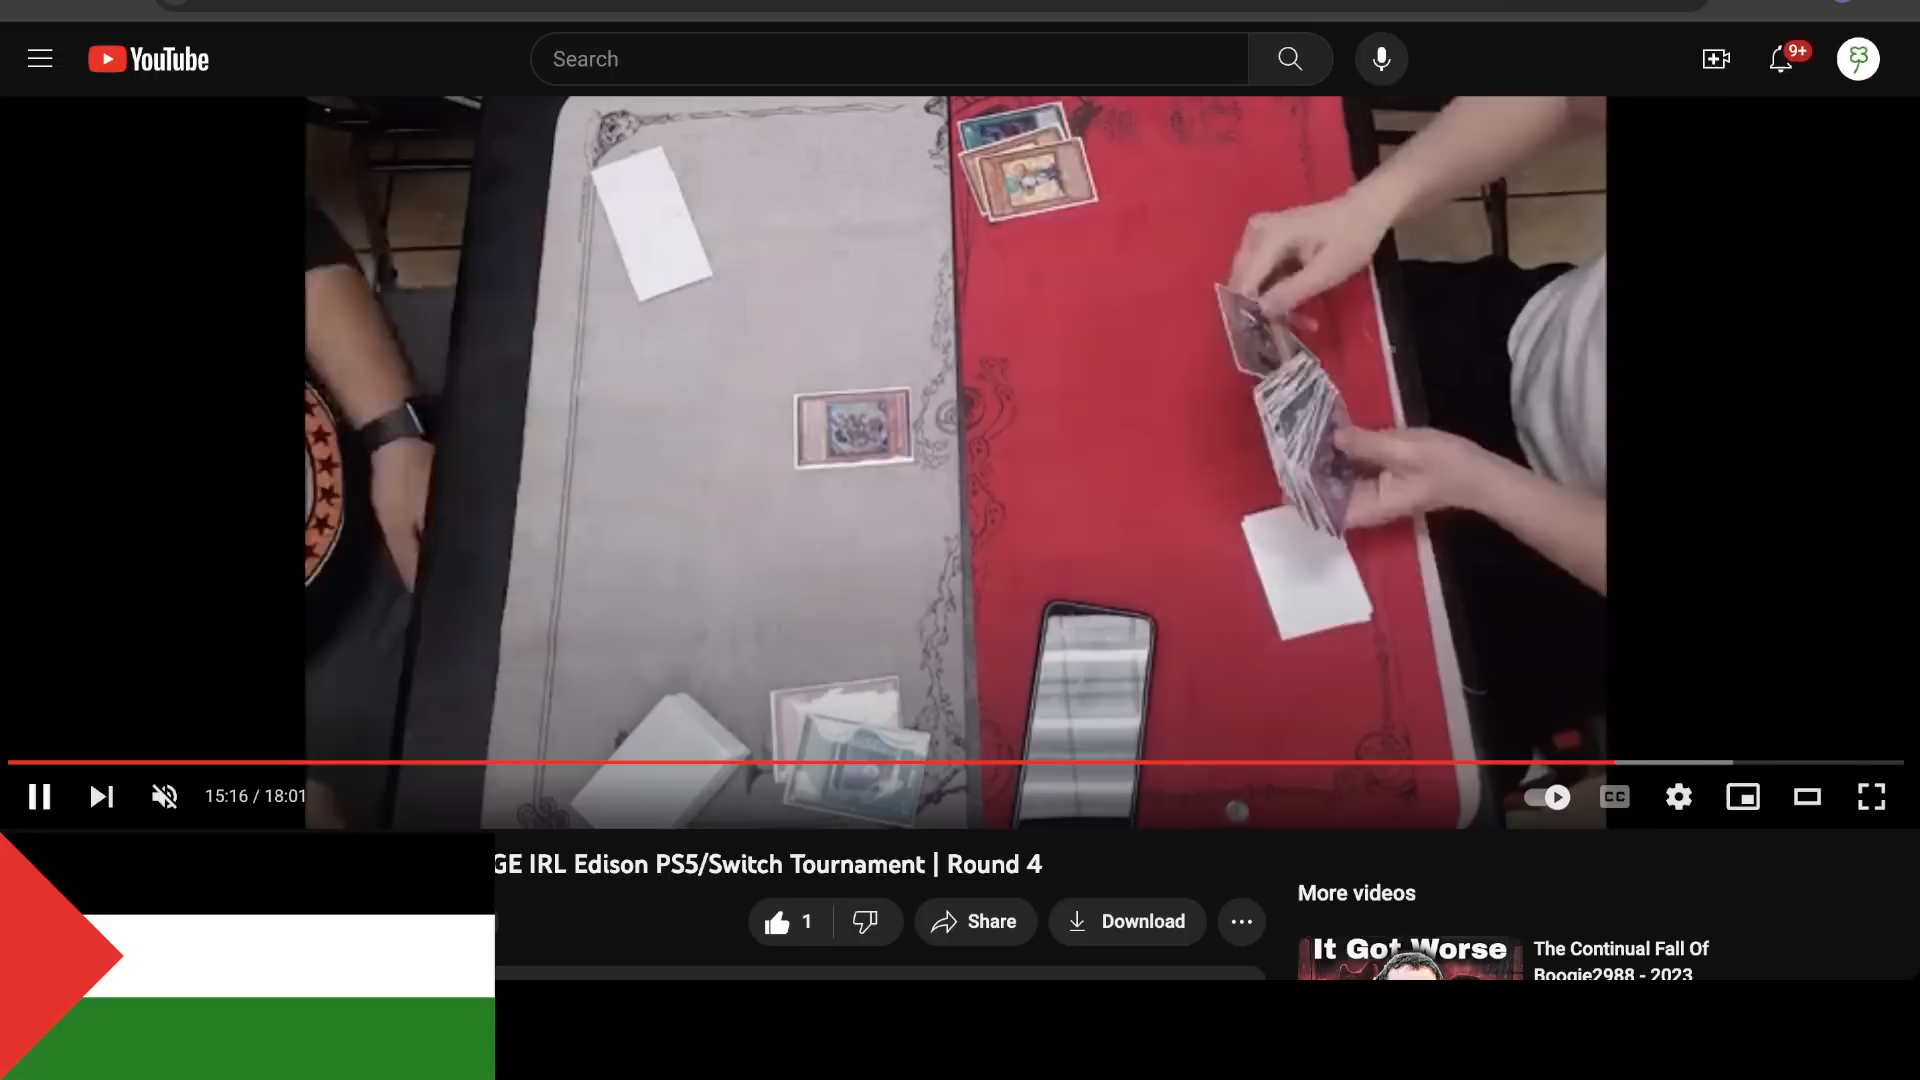 YouTube
Search
9+
15:16 / 18:01
CC
GE IRL Edison PS5/Switch Tournament | Round 4
1
Share
Download
More videos
It Got Worse
The Continual Fall Of
Boogie2988 - 2023